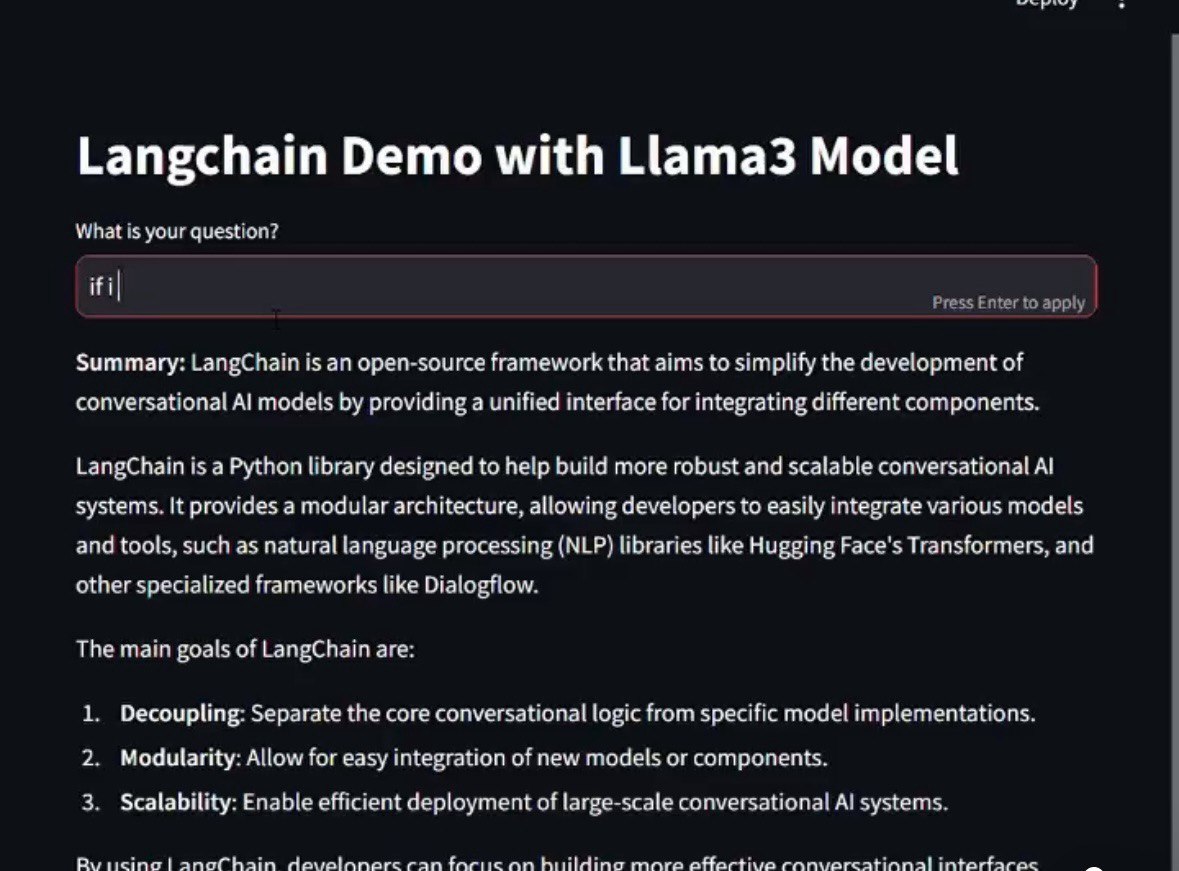 Deploy
Langchain Demo with Llama3 Model
What is your question?
if i
Press Enter to apply
Summary: LangChain is an open-source framework that aims to simplify the development of
conversational AI models by providing a unified interface for integrating different components.
LangChain is a Python library designed to help build more robust and scalable conversational AI
systems. It provides a modular architecture, allowing developers to easily integrate various models
and tools, such as natural language processing (NLP) libraries like Hugging Face's Transformers, and
other specialized frameworks like Dialogflow.
The main goals of LangChain are:
1. Decoupling: Separate the core conversational logic from specific model implementations.
2. Modularity: Allow for easy integration of new models or components.
3. Scalability: Enable efficient deployment of large-scale conversational AI systems.
By using LangChain, developers can focus on building more effective conversational interfaces